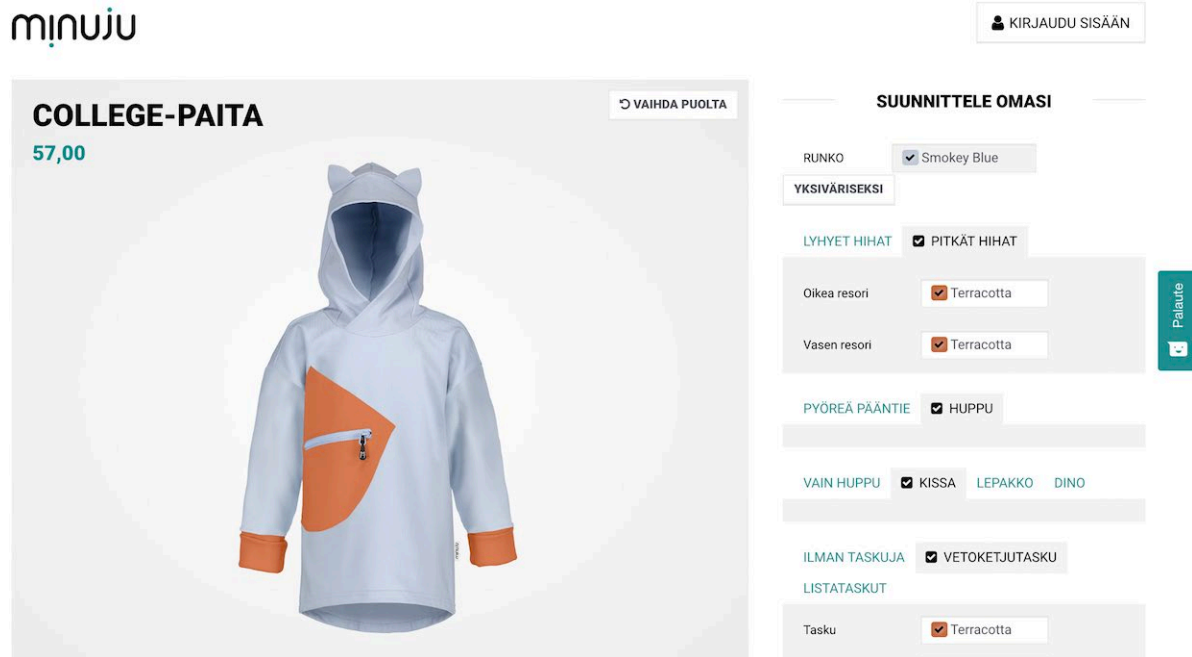 minuju
KIRJAUDU SISÄÄN
COLLEGE-PAITA
57,00
VAIHDA PUOLTA
minuju
SUUNNITTELE OMASI
RUNKO Smokey Blue
YKSIVÄRISEKSI
LYHYET HIHAT PITKÄT HIHAT
Oikea resori Terracotta
Vasen resori Terracotta
PYÖREÄ PÄÄNTIE HUPPU
VAIN HUPPU KISSA LEPAKKO DINO
ILMAN TASKUJA VETOKETJUTASKU
LISTATASKUT
Tasku Terracotta
Palaute